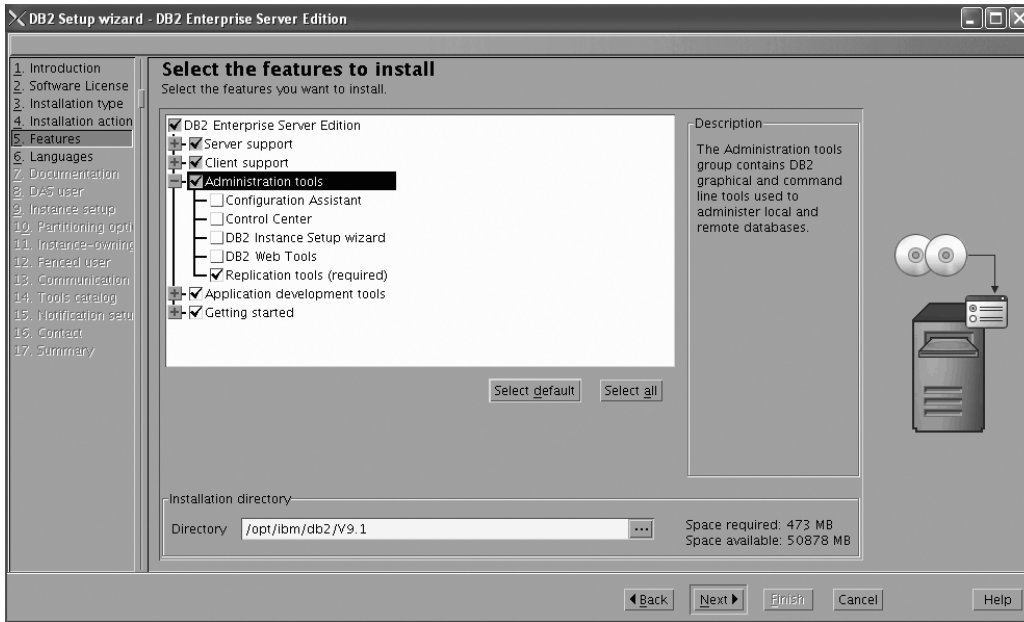 DB2 Setup wizard - DB2 Enterprise Server Edition
1. Introduction
2. Software License
3. Installation type
4. Installation action
5. Features
6. Languages
7. Documentation
8. DAS user
9. Instance setup
10. Partitioning opti
11. Instance-owning
12. Fenced user
13. Communication
14. Tools catalog
15. Notification setu
16. Contact
17. Summary
Select the features to install
Select the features you want to install.
DB2 Enterprise Server Edition
Server support
Client support
Administration tools
Configuration Assistant
Control Center
DB2 Instance Setup wizard
DB2 Web Tools
Replication tools (required)
Application development tools
Getting started
Select default
Select all
Description
The Administration tools
group contains DB2
graphical and command
line tools used to
administer local and
remote databases.
Installation directory
Directory
/opt/ibm/db2/V9.1
...
Space required: 473 MB
Space available: 50878 MB
Back
Next
Finish
Cancel
Help